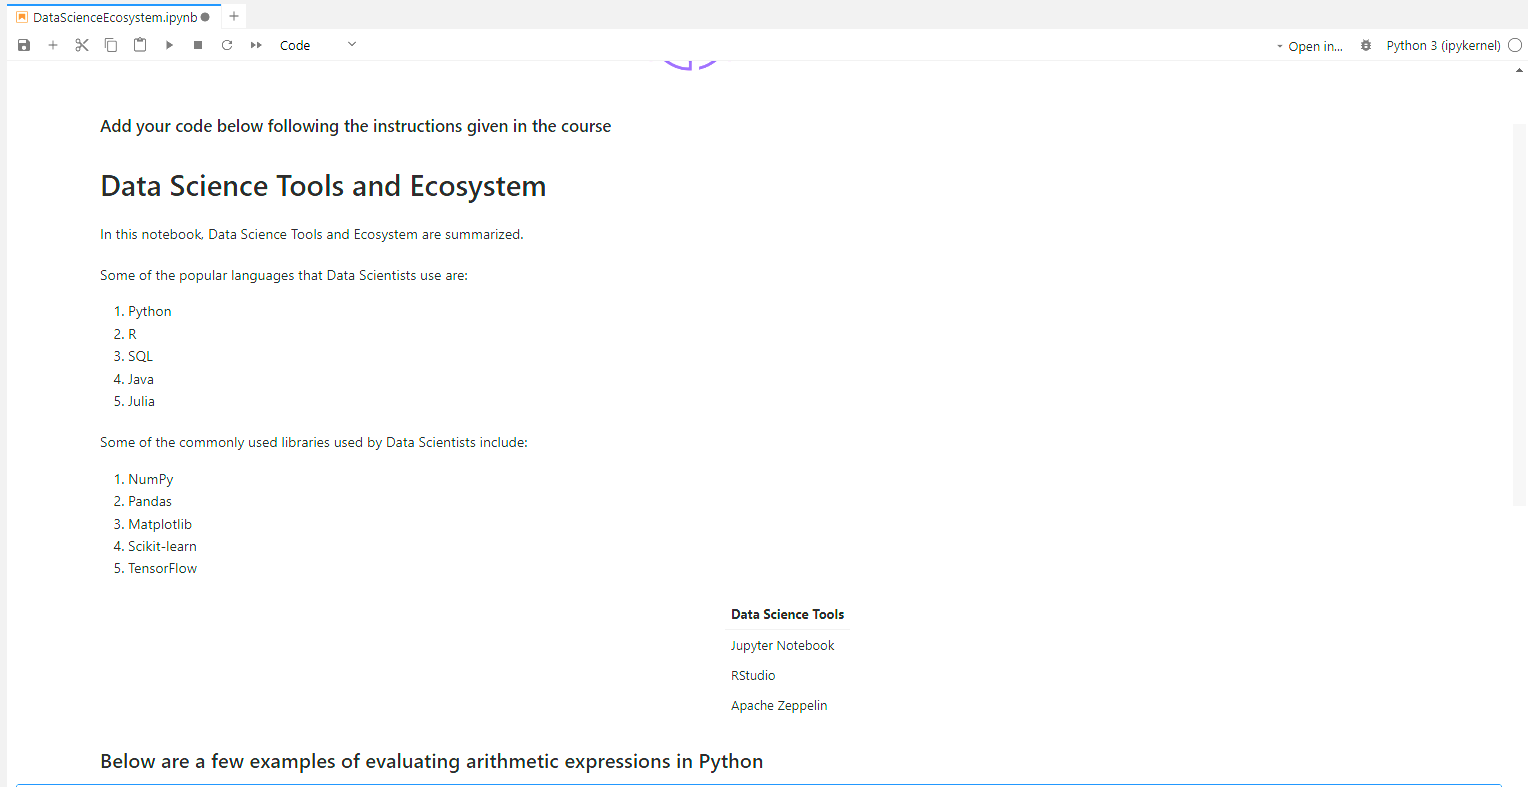 DataScienceEcosystem.ipynb
Code
Open in...
Python 3 (ipykernel)
Add your code below following the instructions given in the course
Data Science Tools and Ecosystem
In this notebook, Data Science Tools and Ecosystem are summarized.
Some of the popular languages that Data Scientists use are:
1. Python
2. R
3. SQL
4. Java
5. Julia
Some of the commonly used libraries used by Data Scientists include:
1. NumPy
2. Pandas
3. Matplotlib
4. Scikit-learn
5. TensorFlow
Data Science Tools
Jupyter Notebook
RStudio
Apache Zeppelin
Below are a few examples of evaluating arithmetic expressions in Python